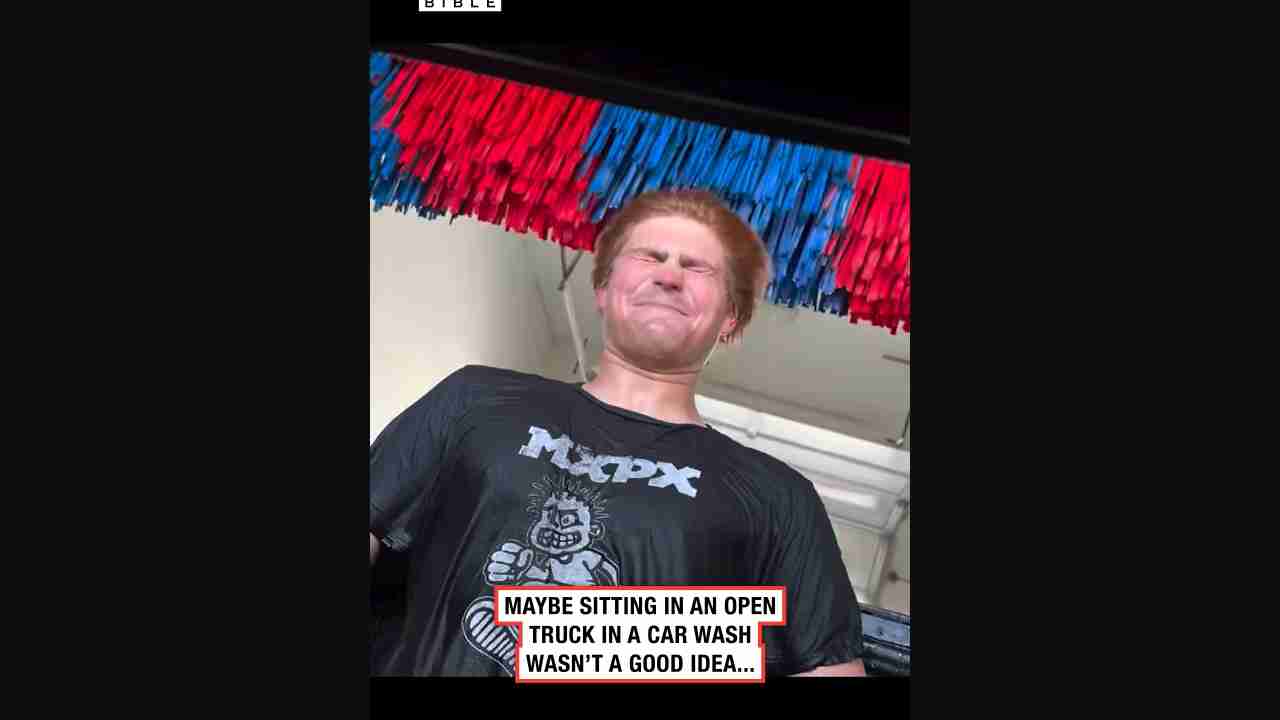 BIBLE
MXPX
MAYBE SITTING IN AN OPEN
TRUCK IN A CAR WASH
WASN'T A GOOD IDEA...